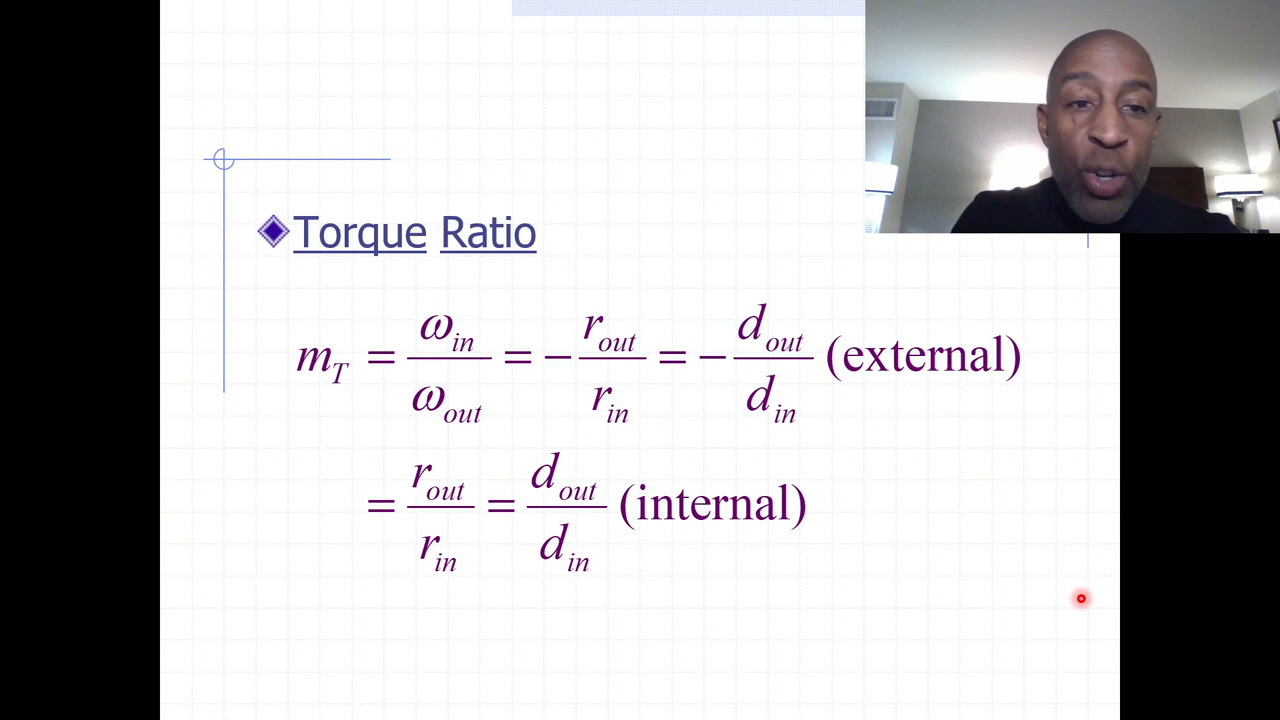 Torque Ratio
m_T = ω_in / ω_out = − r_out / r_in = − d_out / d_in (external)
= r_out / r_in = d_out / d_in (internal)